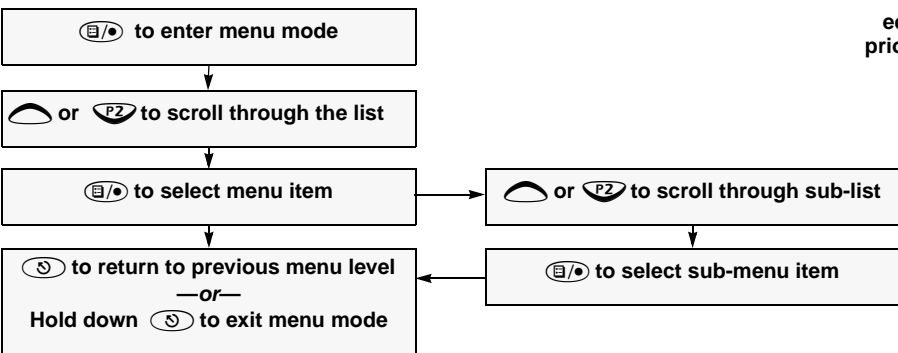 to enter menu mode
or P2 to scroll through the list
to select menu item
or P2 to scroll through sub-list
to return to previous menu level
—or—
Hold down to exit menu mode
to select sub-menu item